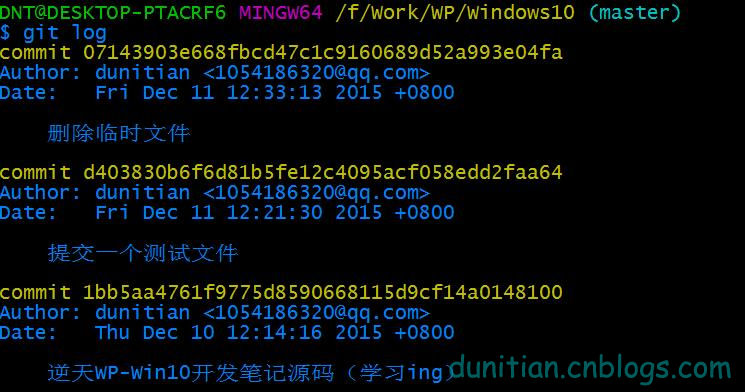 DNT@DESKTOP-PTACRF6 MINGW64 /f/Work/WP/Windows10 (master)
$ git log
commit 07143903e668fbcd47c1c9160689d52a993e04fa
Author: dunitian <1054186320@qq.com>
Date:   Fri Dec 11 12:33:13 2015 +0800
删除临时文件
commit d403830b6f6d81b5fe12c4095acf058edd2faa64
Author: dunitian <1054186320@qq.com>
Date:   Fri Dec 11 12:21:30 2015 +0800
提交一个测试文件
commit 1bb5aa4761f9775d8590668115d9cf14a0148100
Author: dunitian <1054186320@qq.com>
Date:   Thu Dec 10 12:14:16 2015 +0800
逆天WP-Win10开发笔记源码（学习ing）
dunitian.cnblogs.com